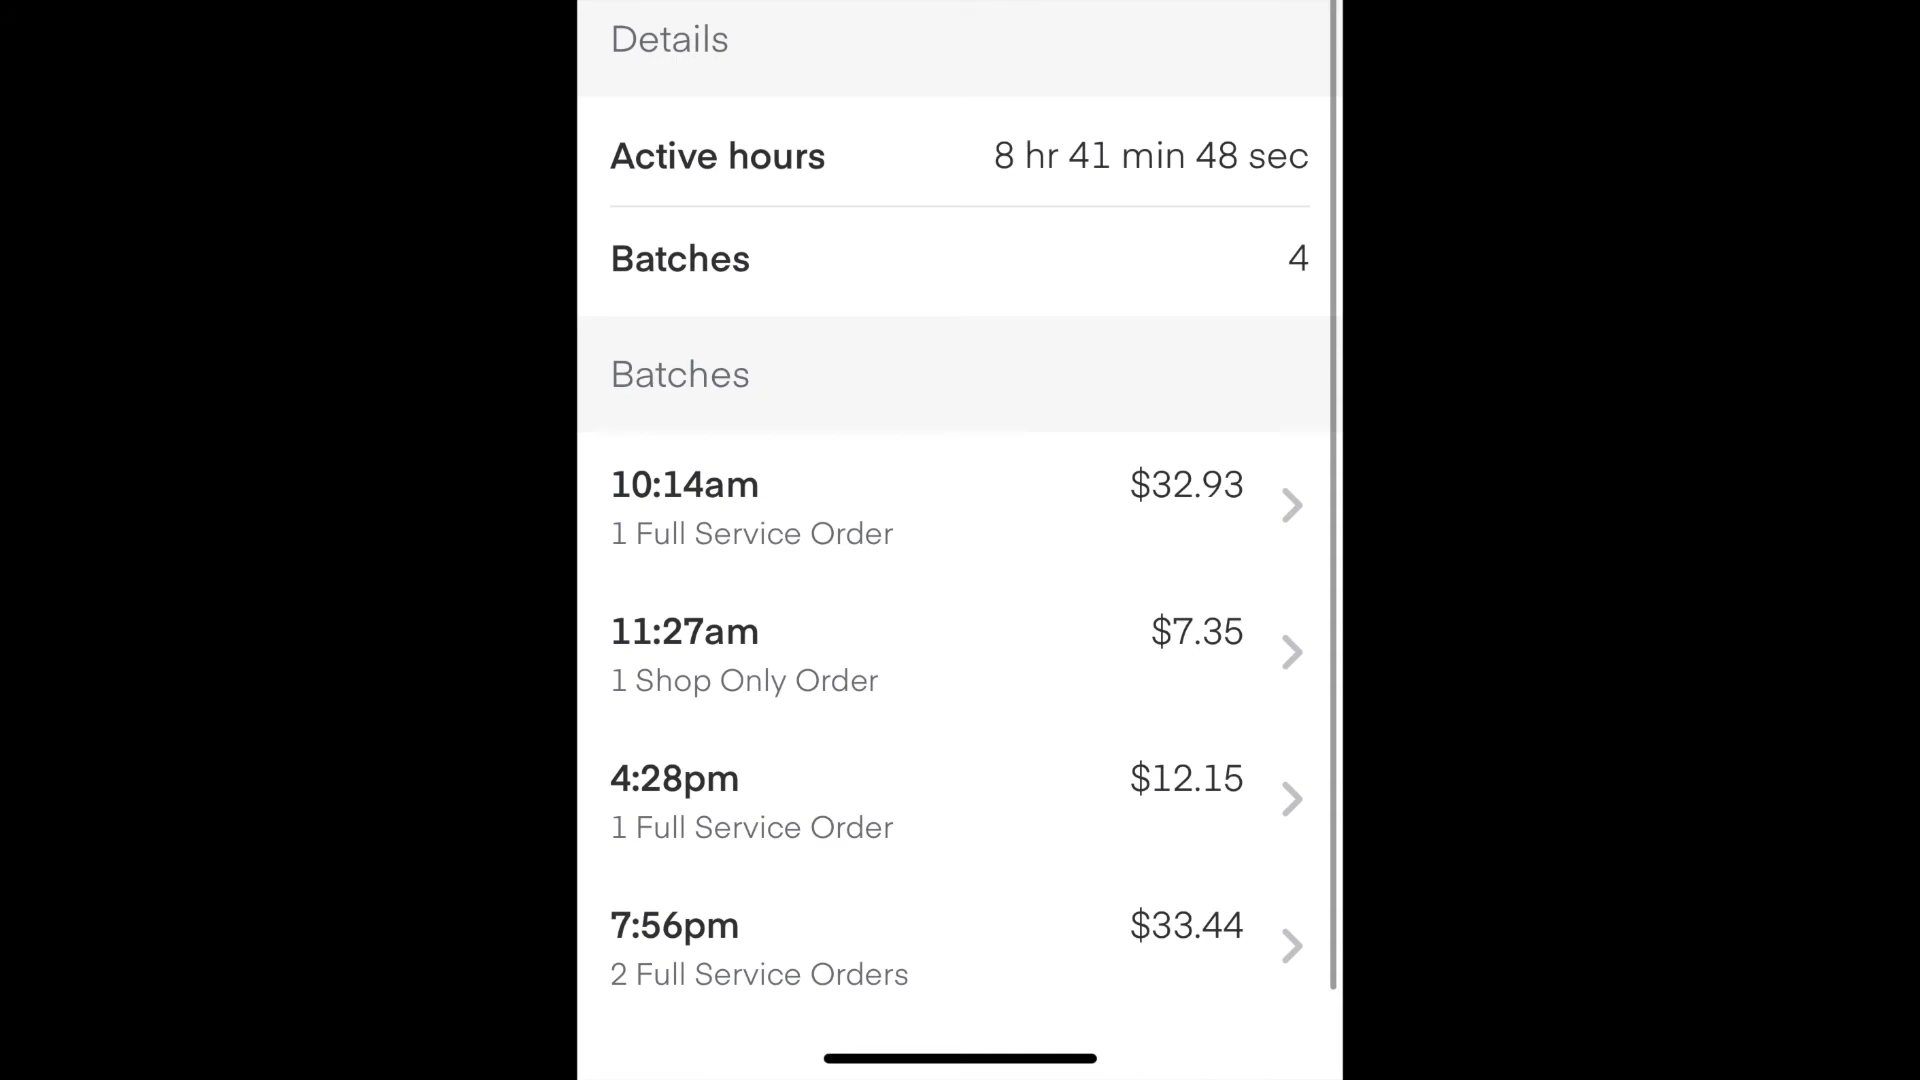 Details
Active hours 8 hr 41 min 48 sec
Batches 4
Batches
10:14am $32.93
1 Full Service Order
11:27am $7.35
1 Shop Only Order
4:28pm $12.15
1 Full Service Order
7:56pm $33.44
2 Full Service Orders